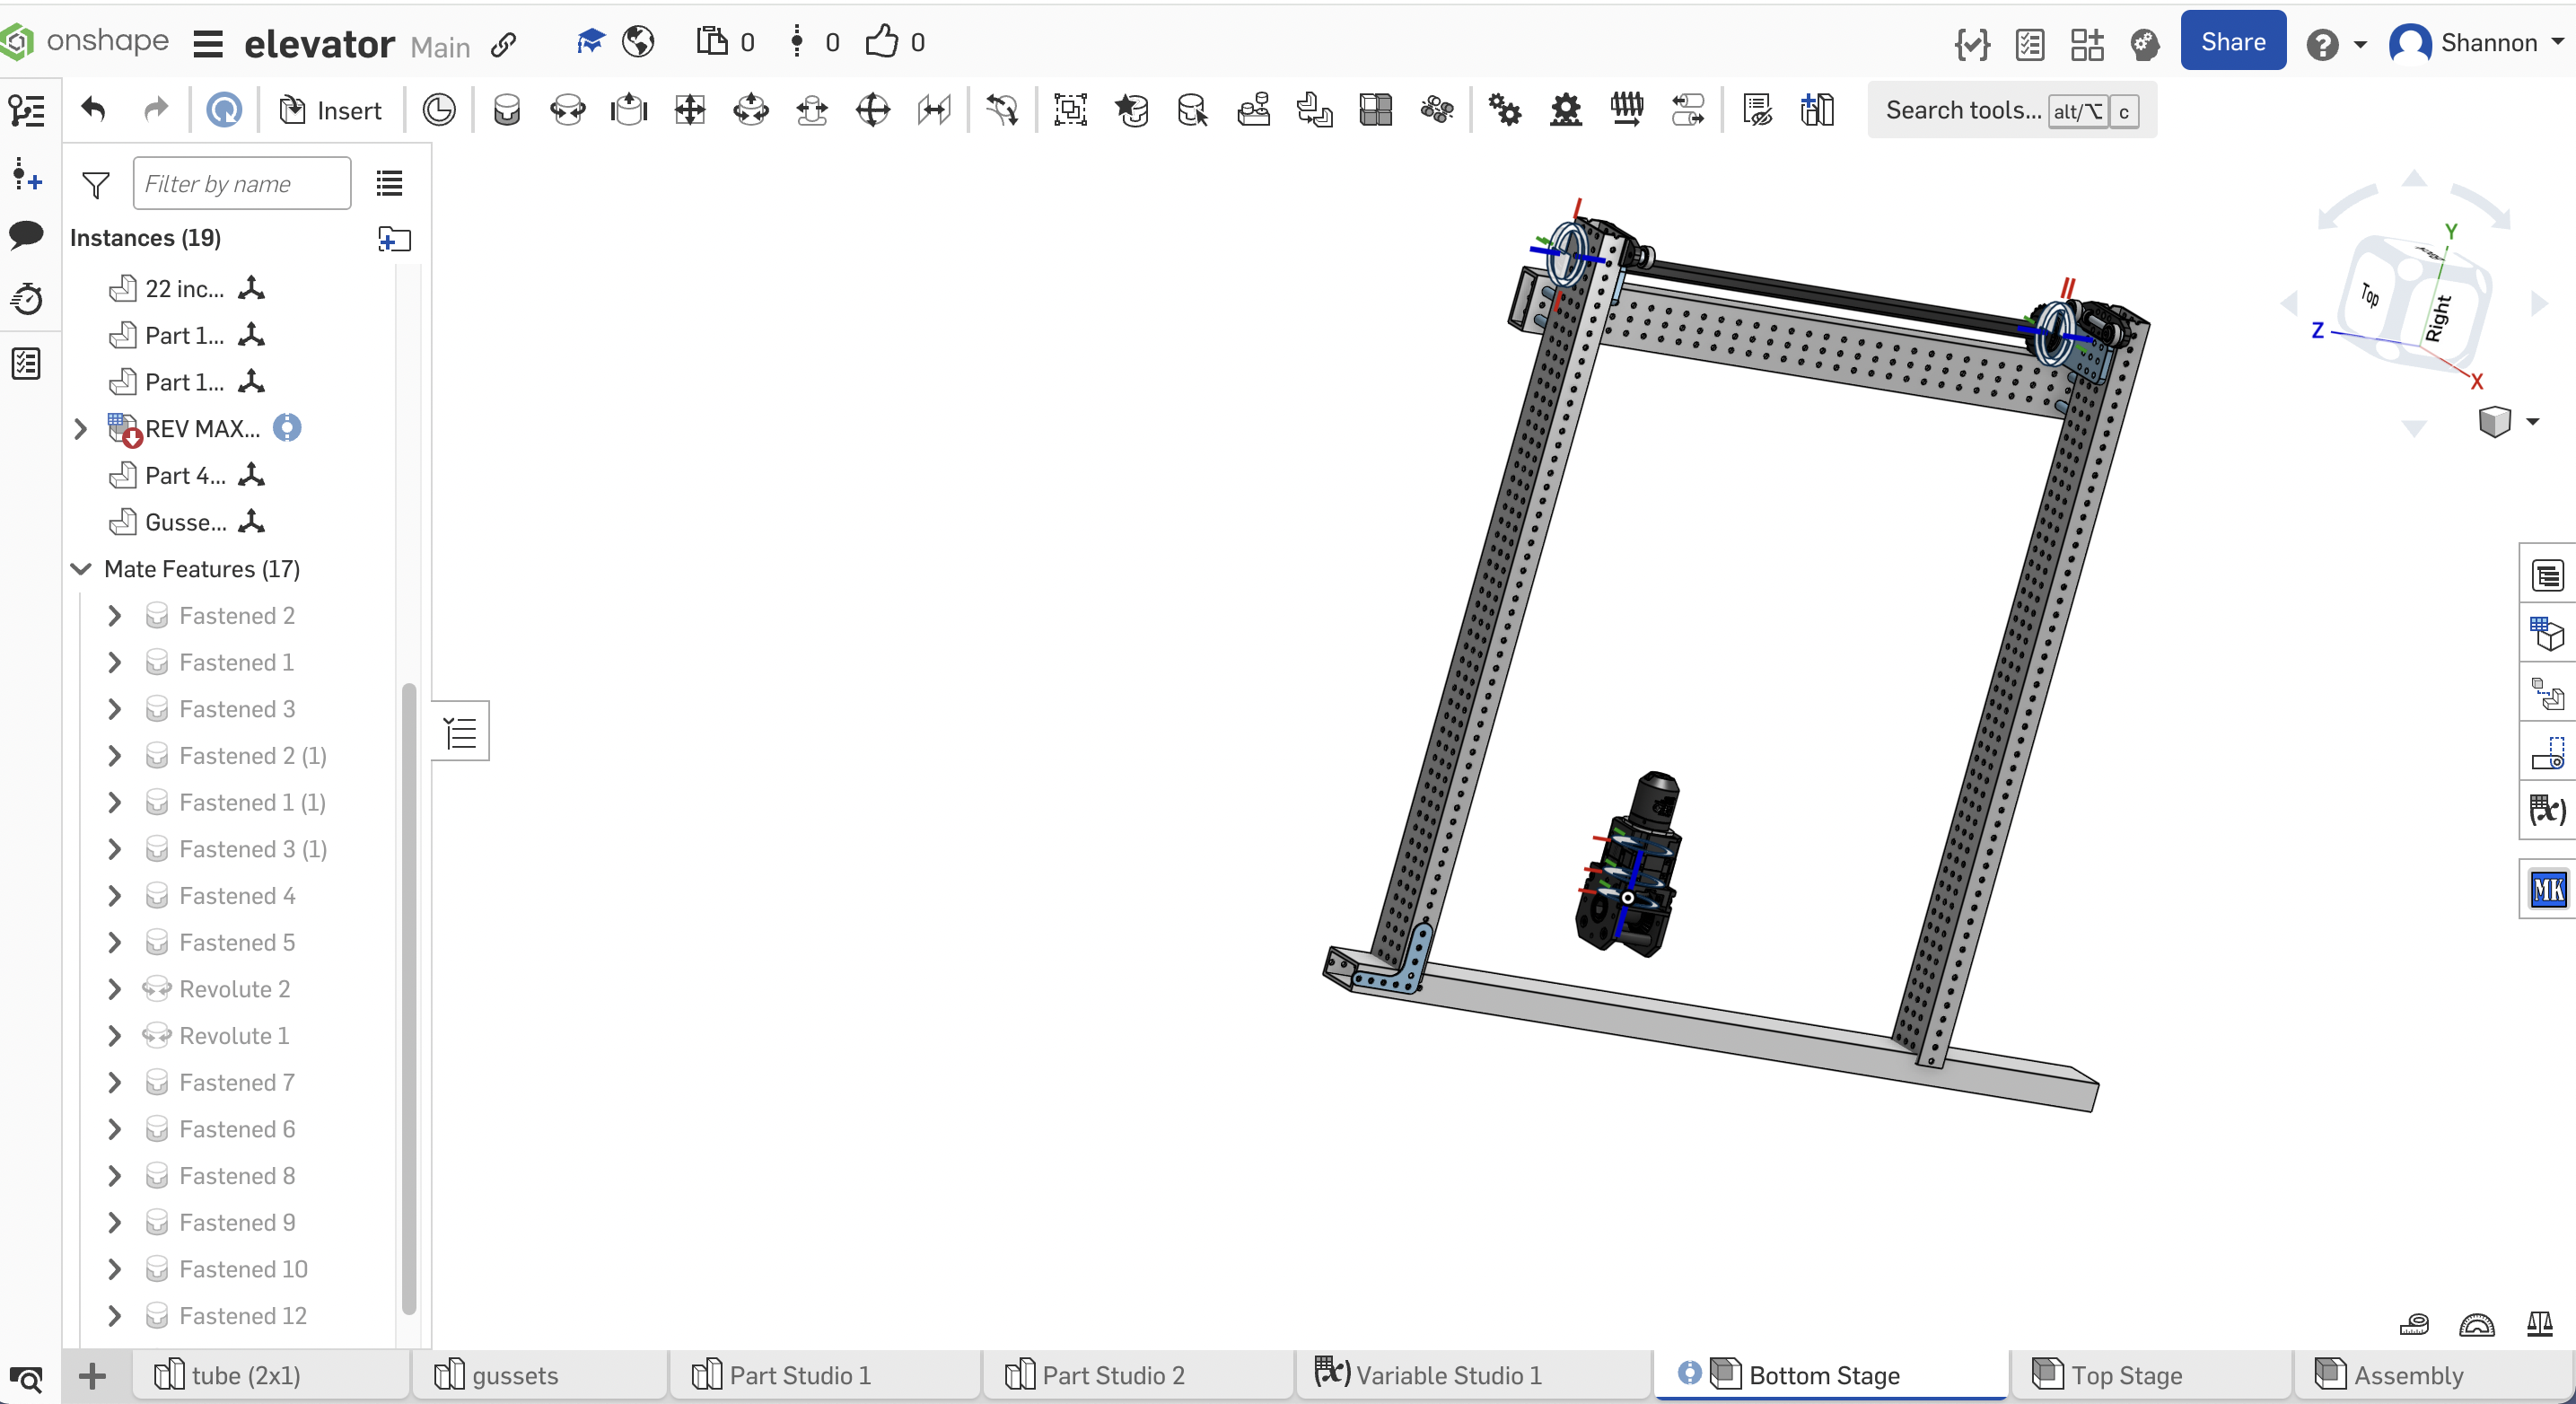 onshape elevator Main 0 0 0 Share Shannon
Insert Search tools... alt/⌥ c
Filter by name
Instances (19)
22 inc...
Part 1...
Part 1...
REV MAX...
Part 4...
Gusse...
Mate Features (17)
Fastened 2
Fastened 1
Fastened 3
Fastened 2 (1)
Fastened 1 (1)
Fastened 3 (1)
Fastened 4
Fastened 5
Revolute 2
Revolute 1
Fastened 7
Fastened 6
Fastened 8
Fastened 9
Fastened 10
Fastened 12
Y
Top
Right
Z
X
(x)
MK
tube (2x1) gussets Part Studio 1 Part Studio 2 (x) Variable Studio 1 Bottom Stage Top Stage Assembly